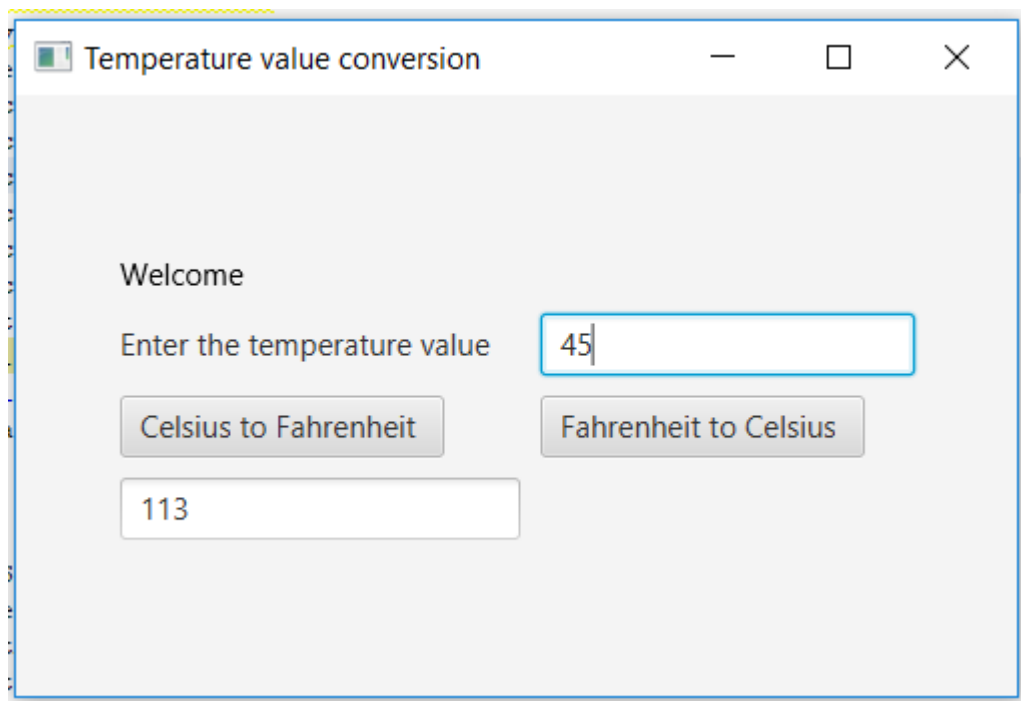 Temperature value conversion
Welcome
Enter the temperature value 45
Celsius to Fahrenheit Fahrenheit to Celsius
113